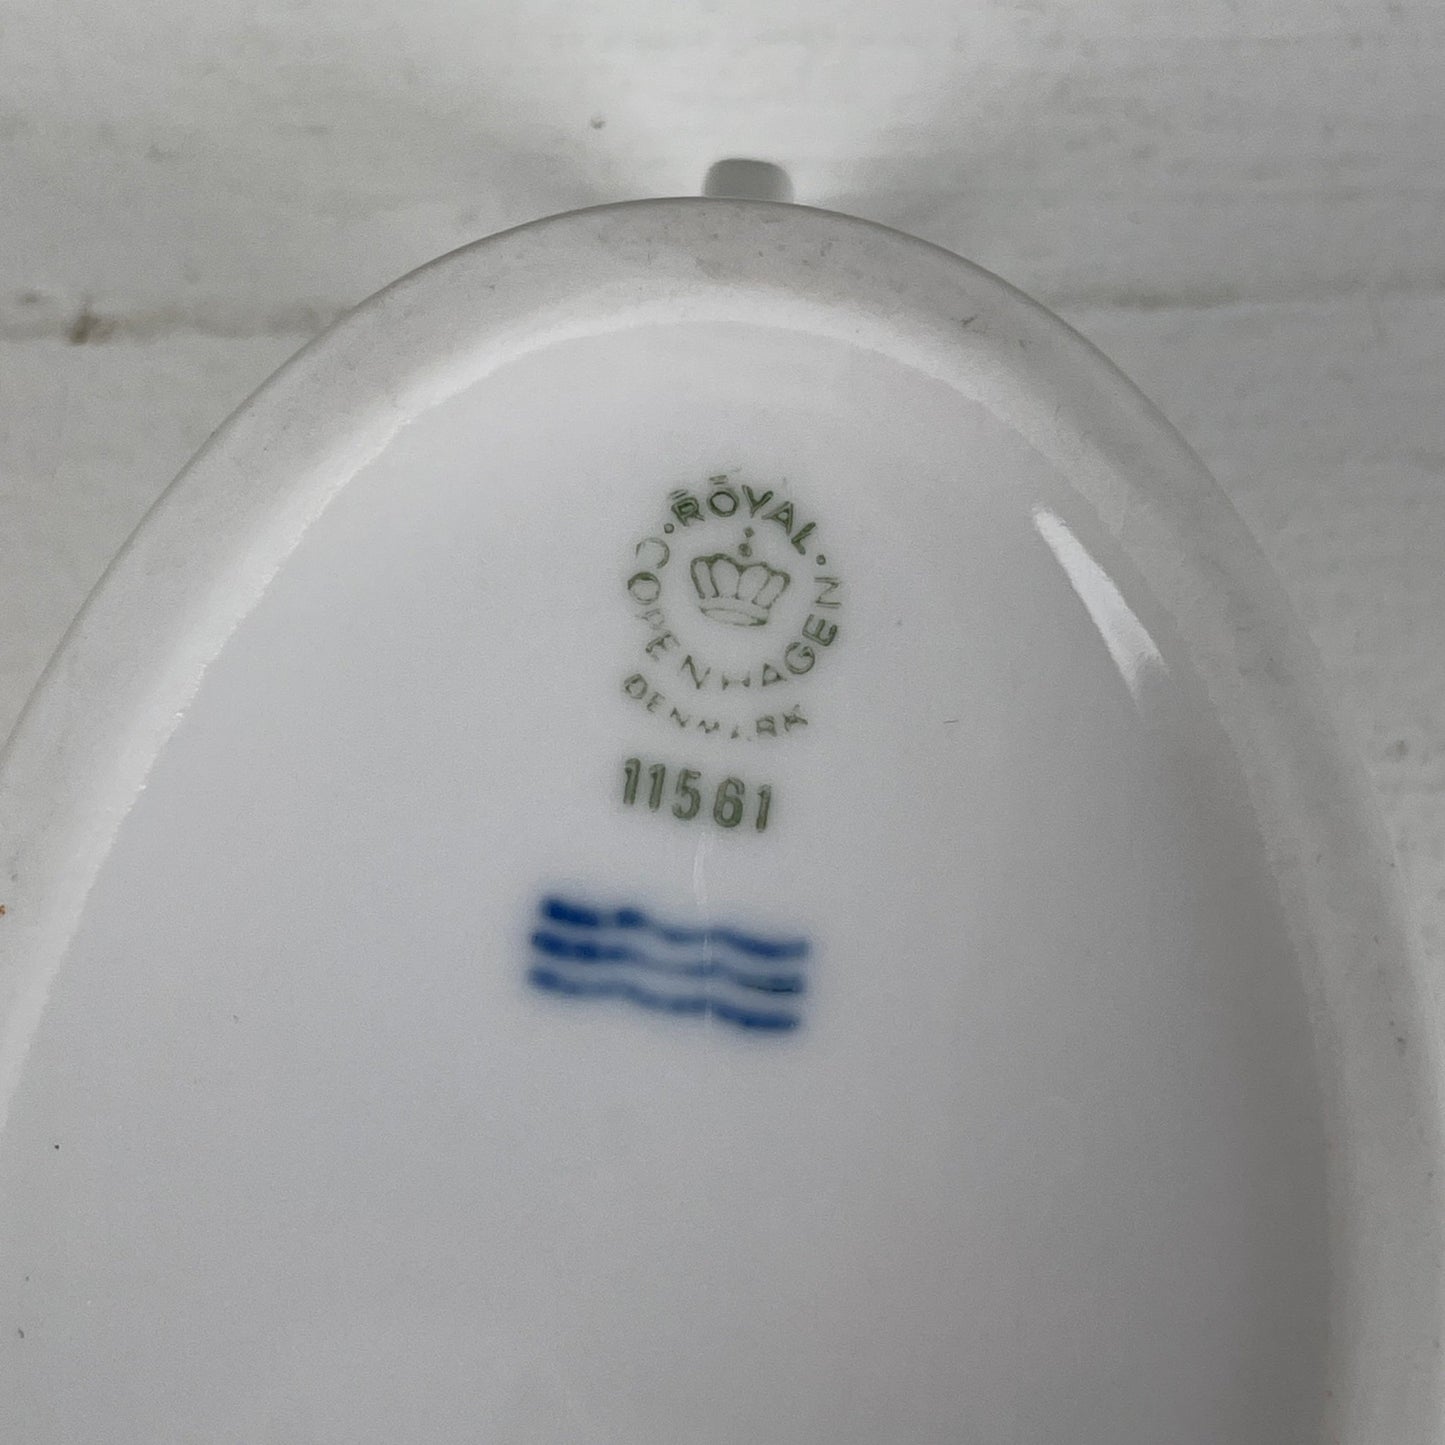 ROYAL
COPENHAGEN
DENMARK
11561